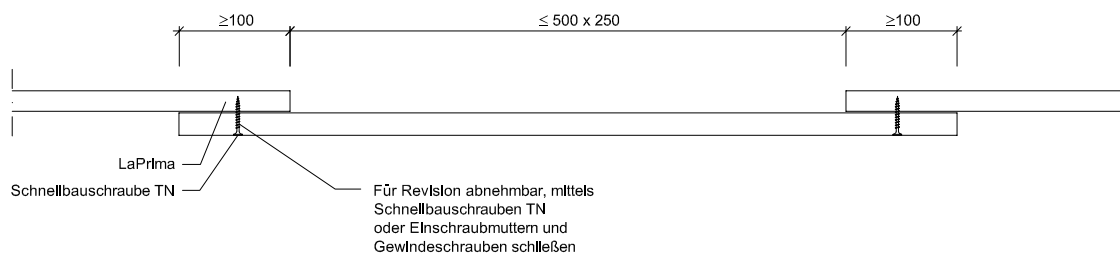 ≥100
≤ 500 x 250
≥100
LaPrima
Schnellbauschraube TN
Für Revision abnehmbar, mittels
Schnellbauschrauben TN
oder Einschraubmuttern und
Gewindeschrauben schließen